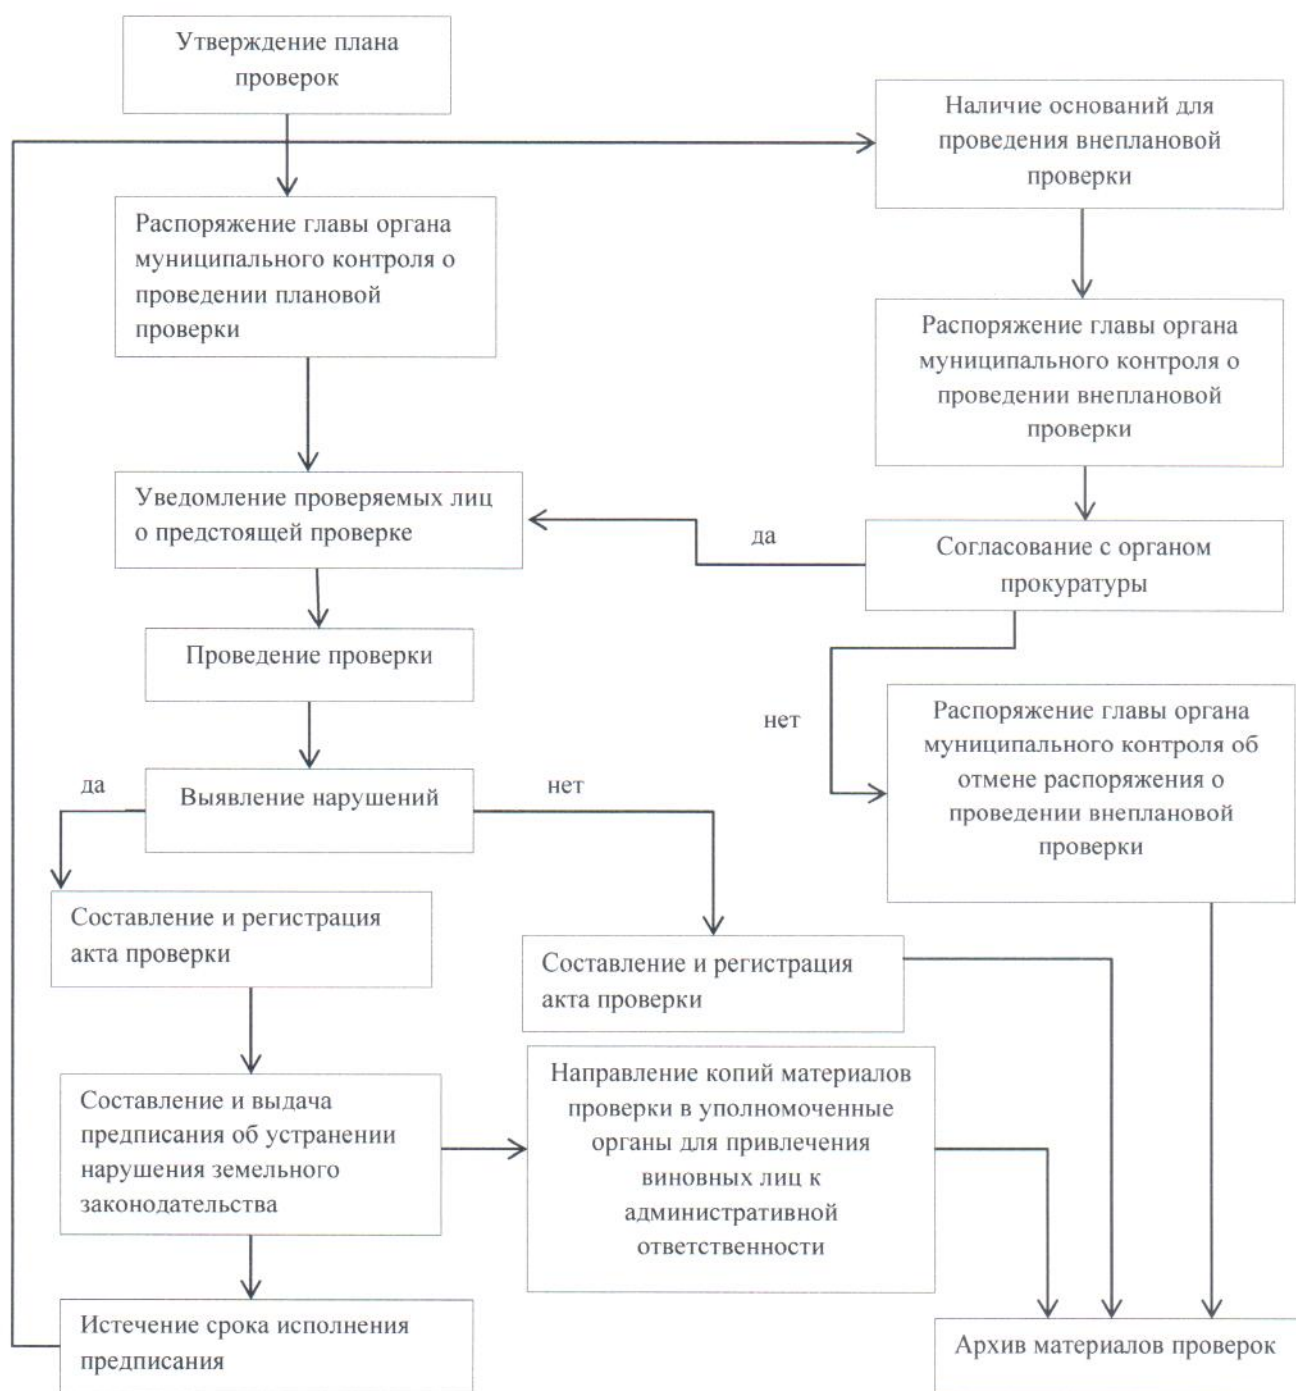 Утверждение плана
проверок
Наличие оснований для
проведения внеплановой
проверки
Распоряжение главы органа
муниципального контроля о
проведении плановой
проверки
Распоряжение главы органа
муниципального контроля о
проведении внеплановой
проверки
Уведомление проверяемых лиц
о предстоящей проверке
да
Согласование с органом
прокуратуры
Проведение проверки
нет
Распоряжение главы органа
муниципального контроля об
отмене распоряжения о
проведении внеплановой
проверки
да
Выявление нарушений
нет
Составление и регистрация
акта проверки
Составление и регистрация
акта проверки
Составление и выдача
предписания об устранении
нарушения земельного
законодательства
Направление копий материалов
проверки в уполномоченные
органы для привлечения
виновных лиц к
административной
ответственности
Истечение срока исполнения
предписания
Архив материалов проверок